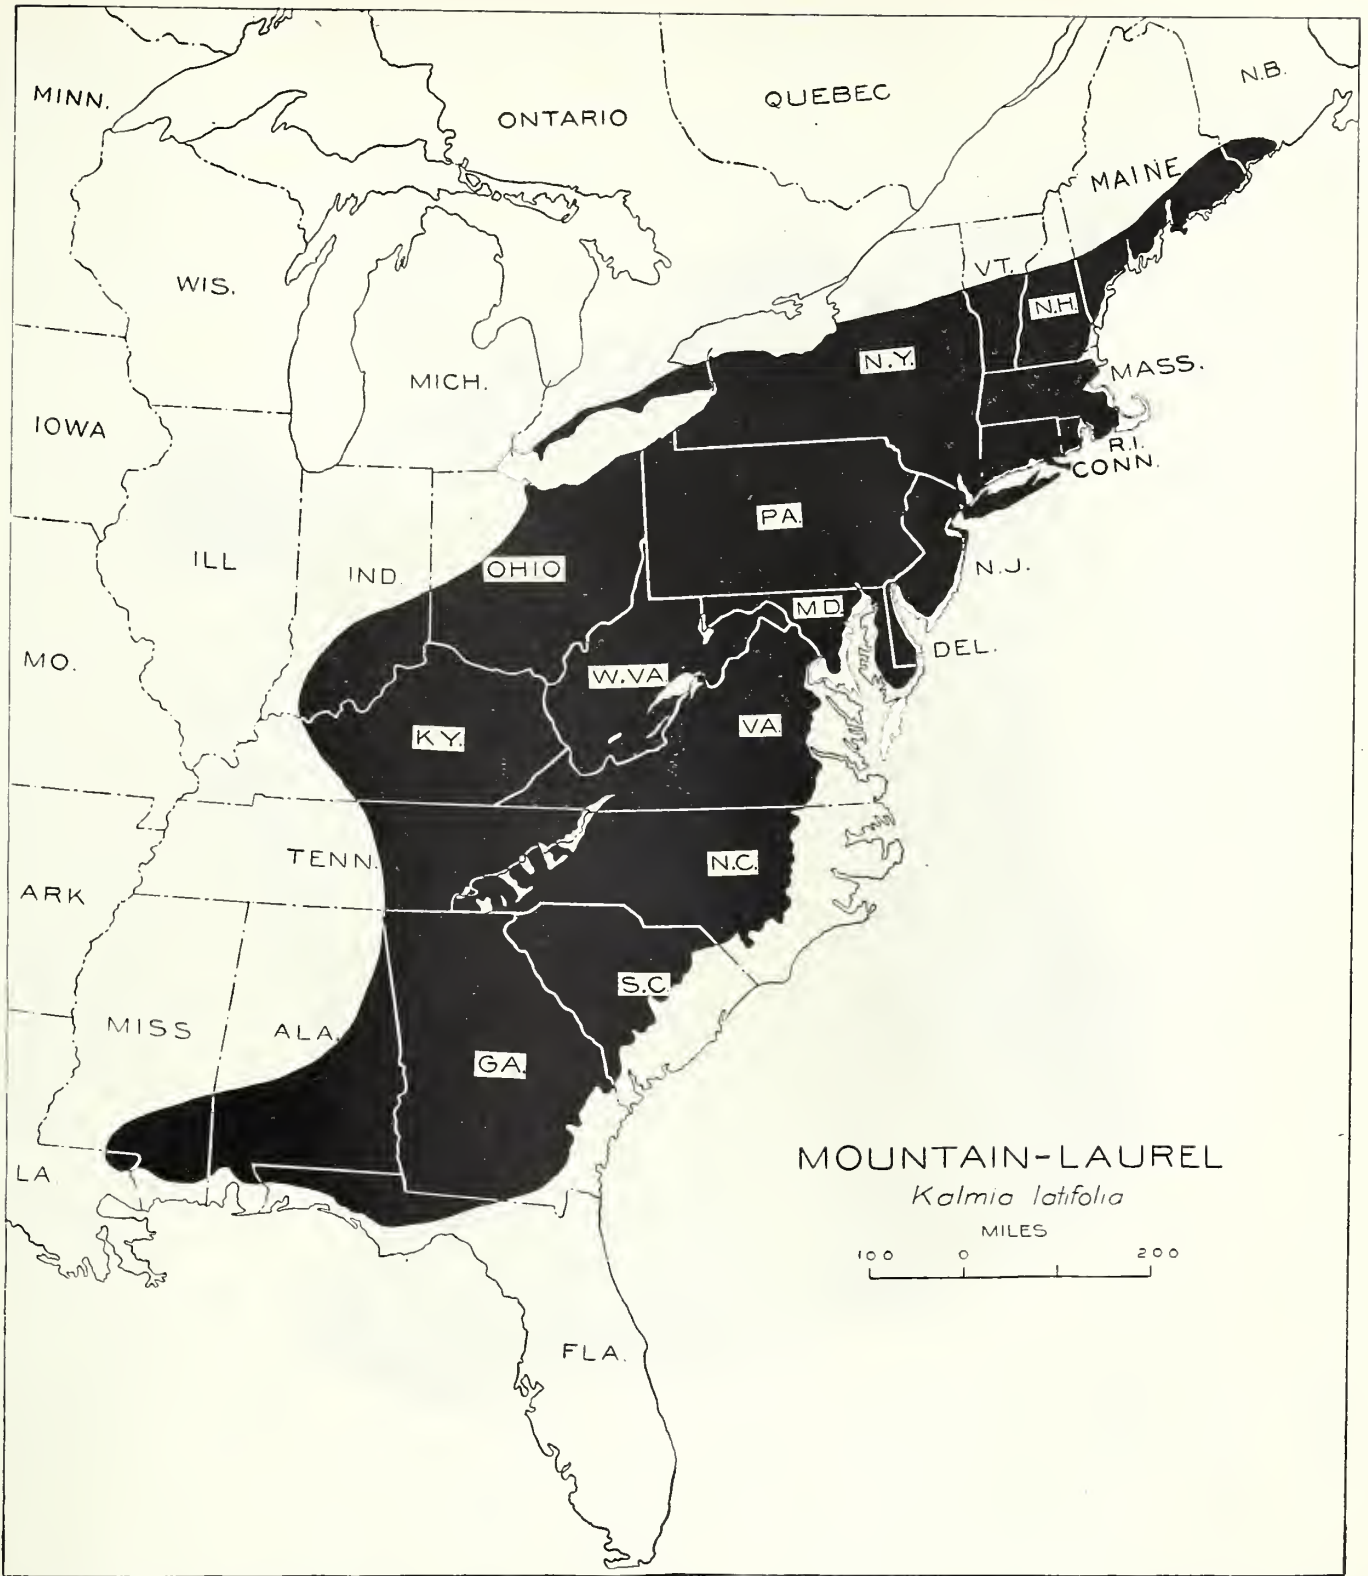 MINN.
ONTARIO
QUEBEC
N.B.
MAINE
WIS.
VT.
N.H.
MICH.
N.Y.
MASS.
IOWA
R.I.
CONN.
PA.
ILL
IND.
OHIO
N.J.
MD.
DEL.
MO.
W.VA.
KY.
VA.
TENN.
N.C.
ARK
S.C.
MISS
ALA.
GA.
LA
MOUNTAIN-LAUREL
Kalmia latifolia
MILES
100 0 200
FLA.